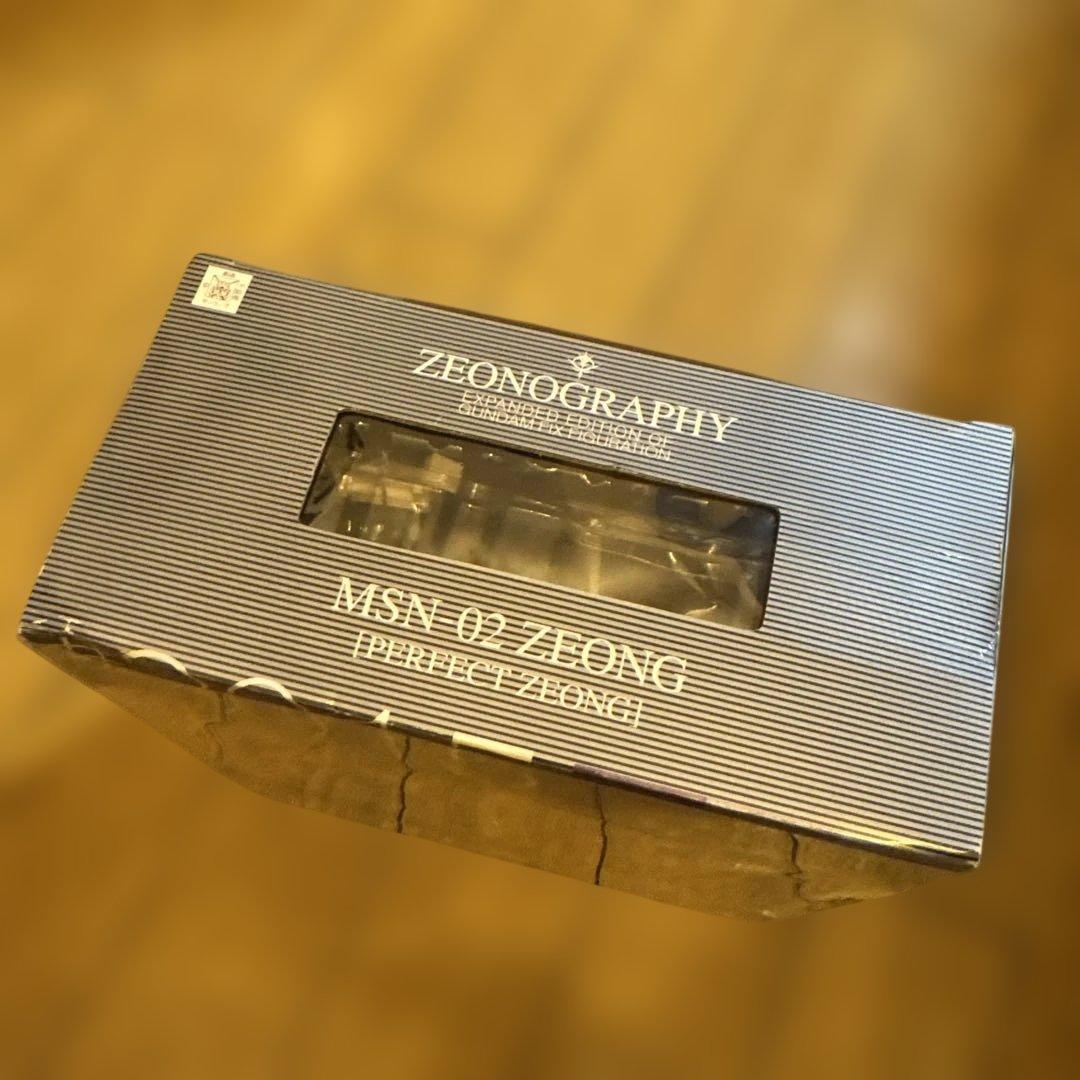 ZEONOGRAPHY
EXPANDED EDITION OF
GUNDAM FIX FIGURATION
MSN-02 ZEONG
[PERFECT ZEONG]